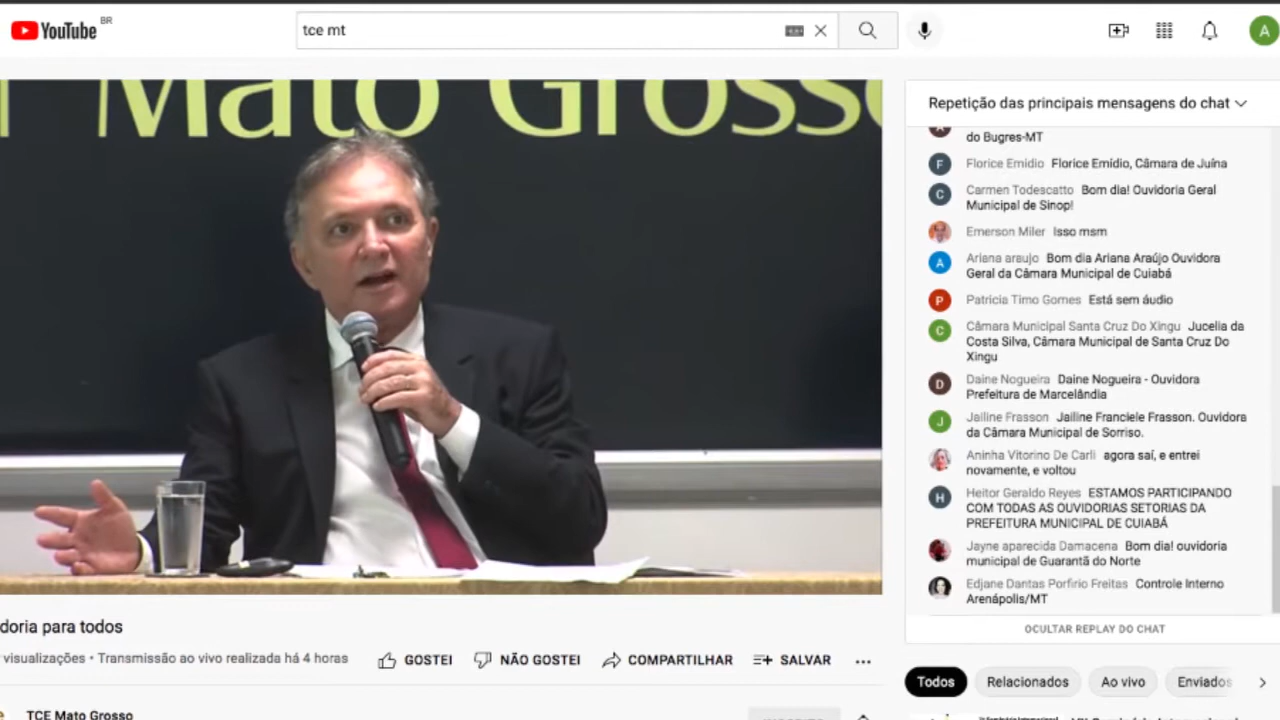 YouTube BR
tce mt
Mato Grosso
Repetição das principais mensagens do chat
do Bugres-MT
F Florice Emidio Florice Emídio, Câmara de Juína
C Carmen Todescatto Bom dia! Ouvidoria Geral
Municipal de Sinop!
Emerson Miler Isso msm
A Ariana araujo Bom dia Ariana Araújo Ouvidora
Geral da Câmara Municipal de Cuiabá
P Patricia Timo Gomes Está sem áudio
C Câmara Municipal Santa Cruz Do Xingu Jucelia da
Costa Silva, Câmara Municipal de Santa Cruz Do
Xingu
D Daine Nogueira Daine Nogueira - Ouvidora
Prefeitura de Marcelândia
J Jailine Frasson Jailine Franciele Frasson. Ouvidora
da Câmara Municipal de Sorriso.
Aninha Vitorino De Carli agora saí, e entrei
novamente, e voltou
H Heitor Geraldo Reyes ESTAMOS PARTICIPANDO
COM TODAS AS OUVIDORIAS SETORIAS DA
PREFEITURA MUNICIPAL DE CUIABÁ
Jayne aparecida Damacena Bom dia! ouvidoria
municipal de Guarantã do Norte
Edjane Dantas Porfirio Freitas Controle Interno
Arenápolis/MT
OCULTAR REPLAY DO CHAT
doria para todos
visualizações • Transmissão ao vivo realizada há 4 horas
GOSTEI NÃO GOSTEI COMPARTILHAR SALVAR
Todos Relacionados Ao vivo Enviados
TCE Mato Grosso
A